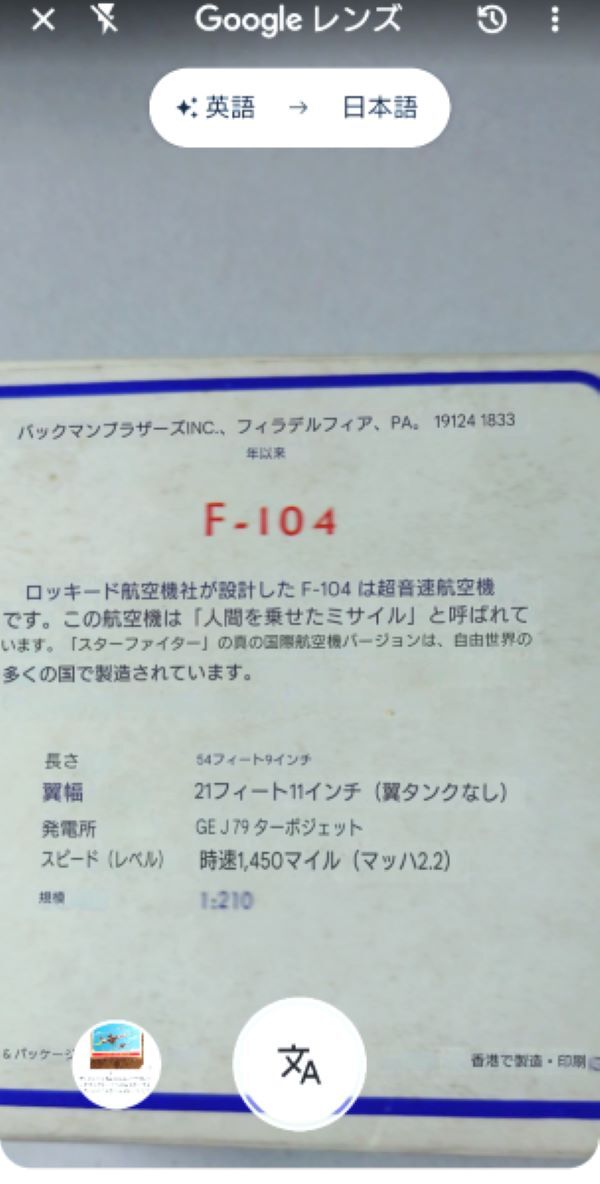 Google レンズ
英語 → 日本語
バックマンブラザーズINC.、フィラデルフィア、PA。 19124 1833
年以来
F-104
ロッキード航空機社が設計した F-104 は超音速航空機
です。この航空機は「人間を乗せたミサイル」と呼ばれて
います。「スターファイター」の真の国際航空機バージョンは、自由世界の
多くの国で製造されています。
長さ 54フィート9インチ
翼幅 21フィート11インチ（翼タンクなし）
発電所 GE J 79 ターボジェット
スピード（レベル） 時速1,450マイル（マッハ2.2）
規模 1:210
& パッケージ
香港で製造・印刷
文A